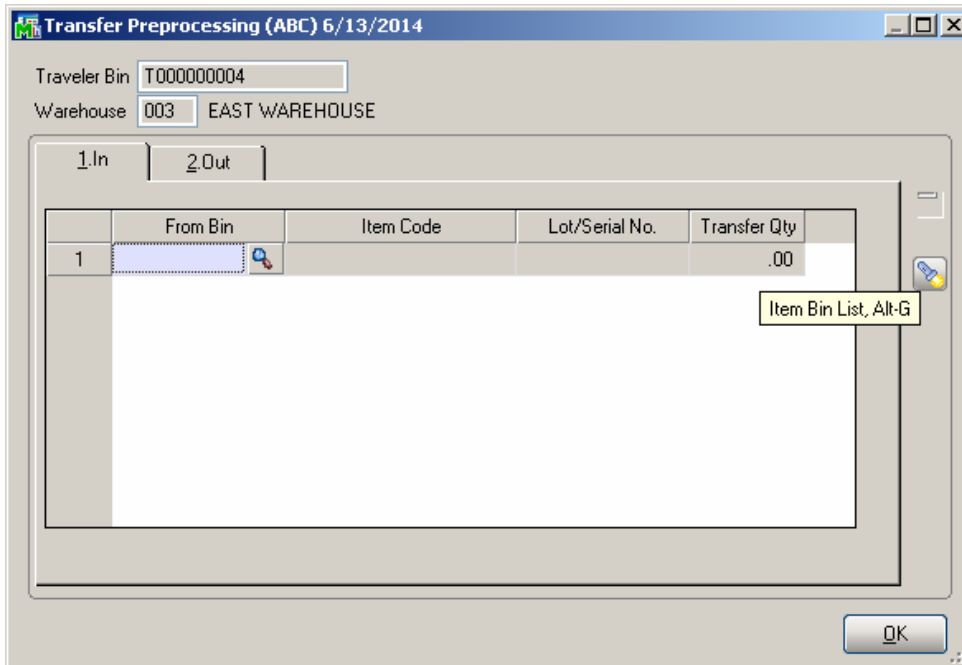 Transfer Preprocessing (ABC) 6/13/2014
Traveler Bin T000000004
Warehouse 003 EAST WAREHOUSE
1.In 2.Out
From Bin Item Code Lot/Serial No. Transfer Qty
1 .00
Item Bin List, Alt-G
OK